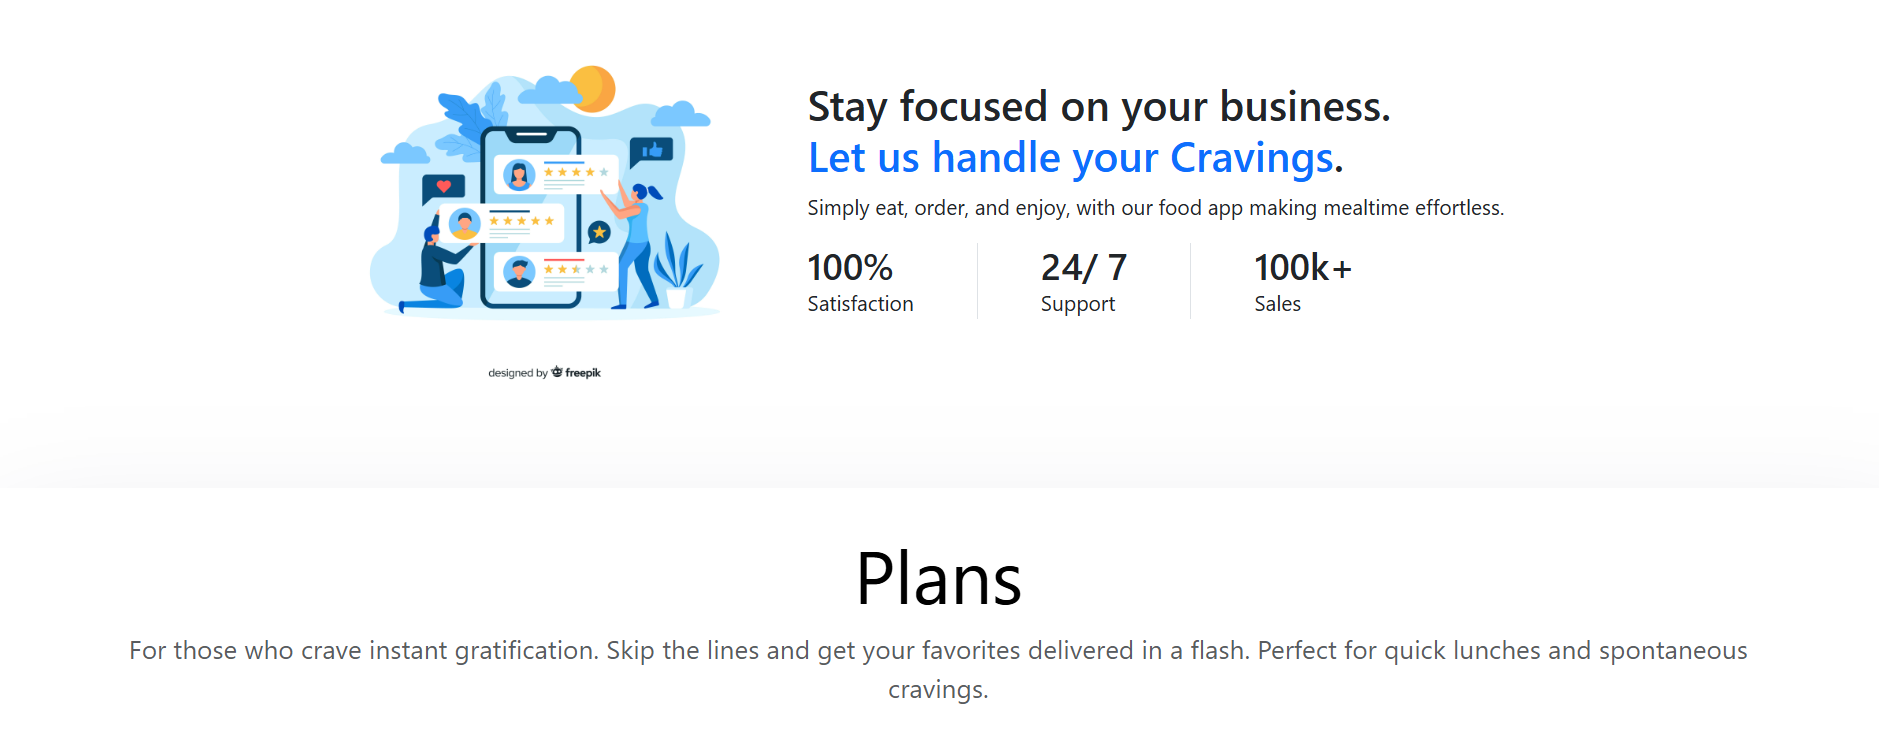 Stay focused on your business.
Let us handle your Cravings.
Simply eat, order, and enjoy, with our food app making mealtime effortless.
100%
Satisfaction
24/ 7
Support
100k+
Sales
designed by freepik
Plans
For those who crave instant gratification. Skip the lines and get your favorites delivered in a flash. Perfect for quick lunches and spontaneous
cravings.